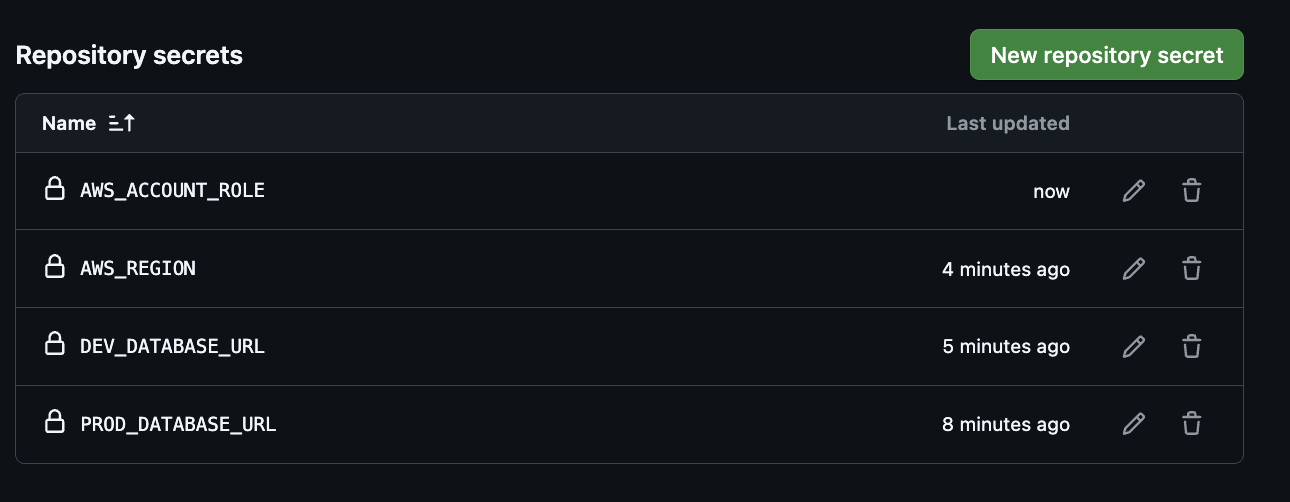 Repository secrets
New repository secret
Name
Last updated
AWS_ACCOUNT_ROLE
now
AWS_REGION
4 minutes ago
DEV_DATABASE_URL
5 minutes ago
PROD_DATABASE_URL
8 minutes ago